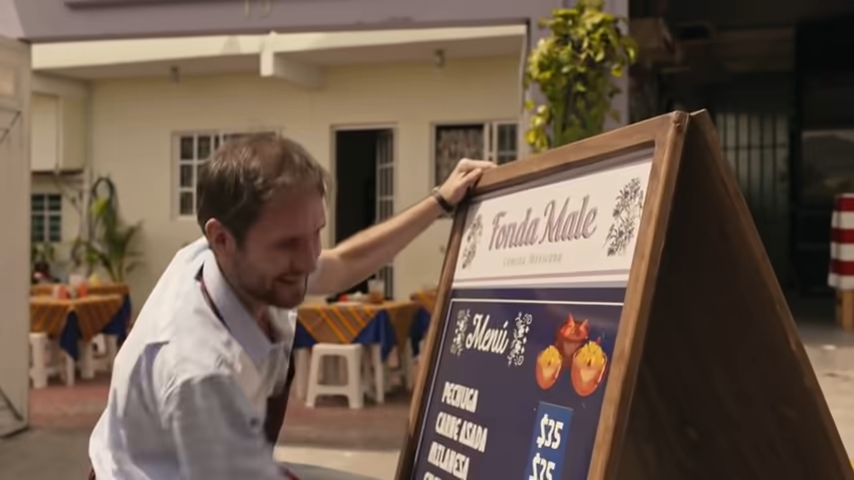 Fonda Male
COMIDA MEXICANA
Menú
PECHUGA
CARNE ASADA
MILANESA
$35
$35